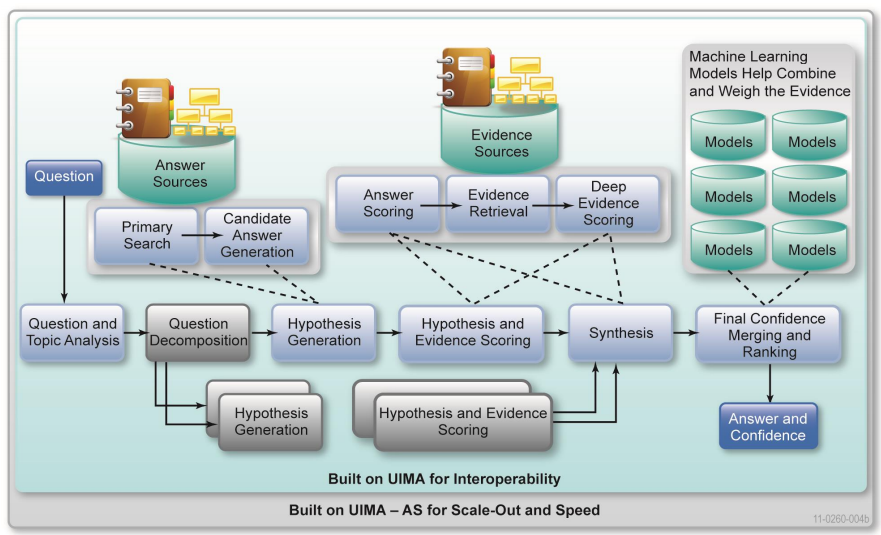 Machine Learning
Models Help Combine
and Weigh the Evidence
Models
Models
Models
Models
Models
Models
Evidence
Sources
Answer
Sources
Question
Answer
Scoring
Evidence
Retrieval
Deep
Evidence
Scoring
Primary
Search
Candidate
Answer
Generation
Question and
Topic Analysis
Question
Decomposition
Hypothesis
Generation
Hypothesis and
Evidence Scoring
Synthesis
Final Confidence
Merging and
Ranking
Hypothesis
Generation
Hypothesis and Evidence
Scoring
Answer and
Confidence
Built on UIMA for Interoperability
Built on UIMA – AS for Scale-Out and Speed
11-0260-004b